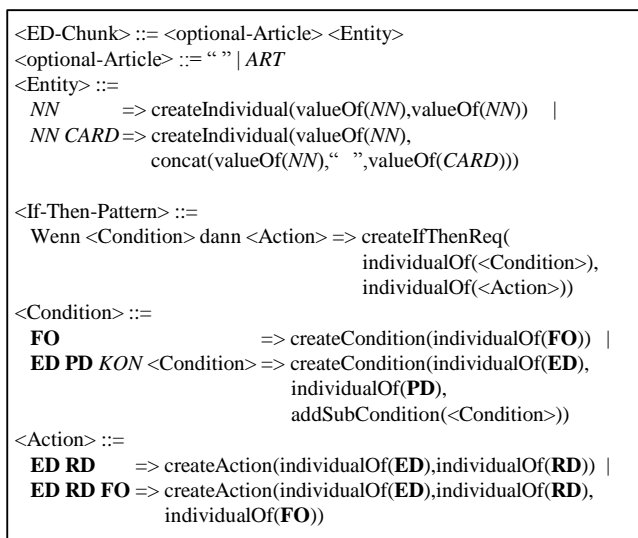 <ED-Chunk> ::= <optional-Article> <Entity>
<optional-Article> ::= “ ” | ART
<Entity> ::=
NN => createIndividual(valueOf(NN),valueOf(NN)) |
NN CARD => createIndividual(valueOf(NN),
concat(valueOf(NN),“ ”,valueOf(CARD)))
<If-Then-Pattern> ::=
Wenn <Condition> dann <Action> => createIfThenReq(
individualOf(<Condition>),
individualOf(<Action>))
<Condition> ::=
FO => createCondition(individualOf(FO)) |
ED PD KON <Condition> => createCondition(individualOf(ED),
individualOf(PD),
addSubCondition(<Condition>))
<Action> ::=
ED RD => createAction(individualOf(ED),individualOf(RD)) |
ED RD FO => createAction(individualOf(ED),individualOf(RD),
individualOf(FO))